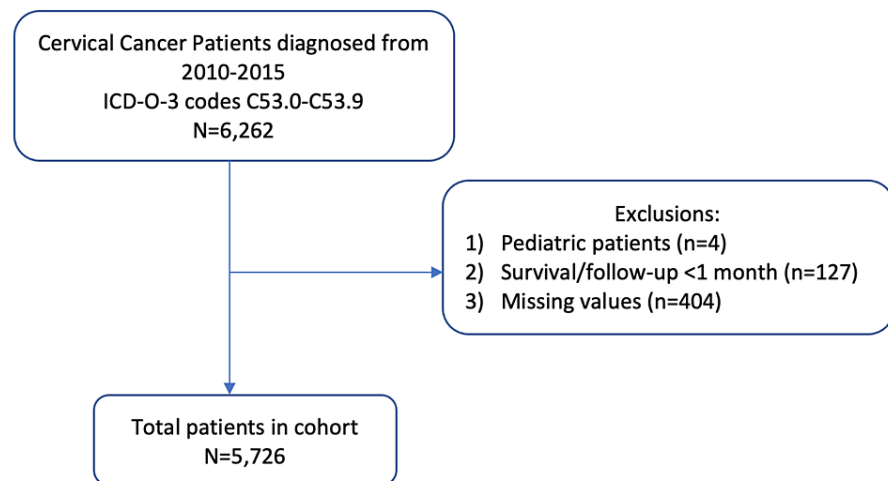 Cervical Cancer Patients diagnosed from
2010-2015
ICD-O-3 codes C53.0-C53.9
N=6,262
Exclusions:
1) Pediatric patients (n=4)
2) Survival/follow-up <1 month (n=127)
3) Missing values (n=404)
Total patients in cohort
N=5,726